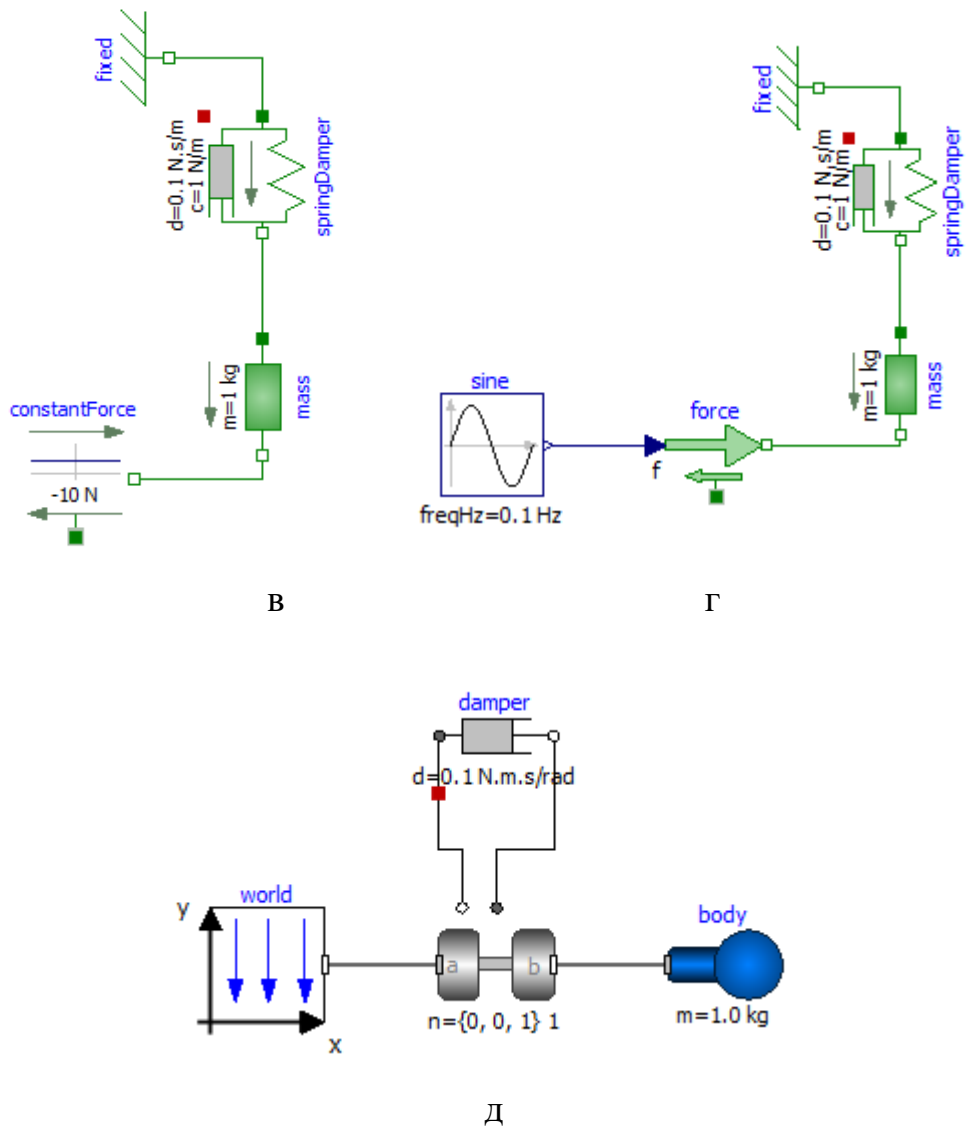 fixed
d=0.1 N.s/m
c=1 N/m
springDamper
m=1 kg
mass
constantForce
-10 N
в
fixed
d=0.1 N.s/m
c=1 N/m
springDamper
m=1 kg
mass
sine
freqHz=0.1 Hz
force
f
г
damper
d=0.1 N.m.s/rad
world
y
x
a
b
n={0, 0, 1} 1
body
m=1.0 kg
д